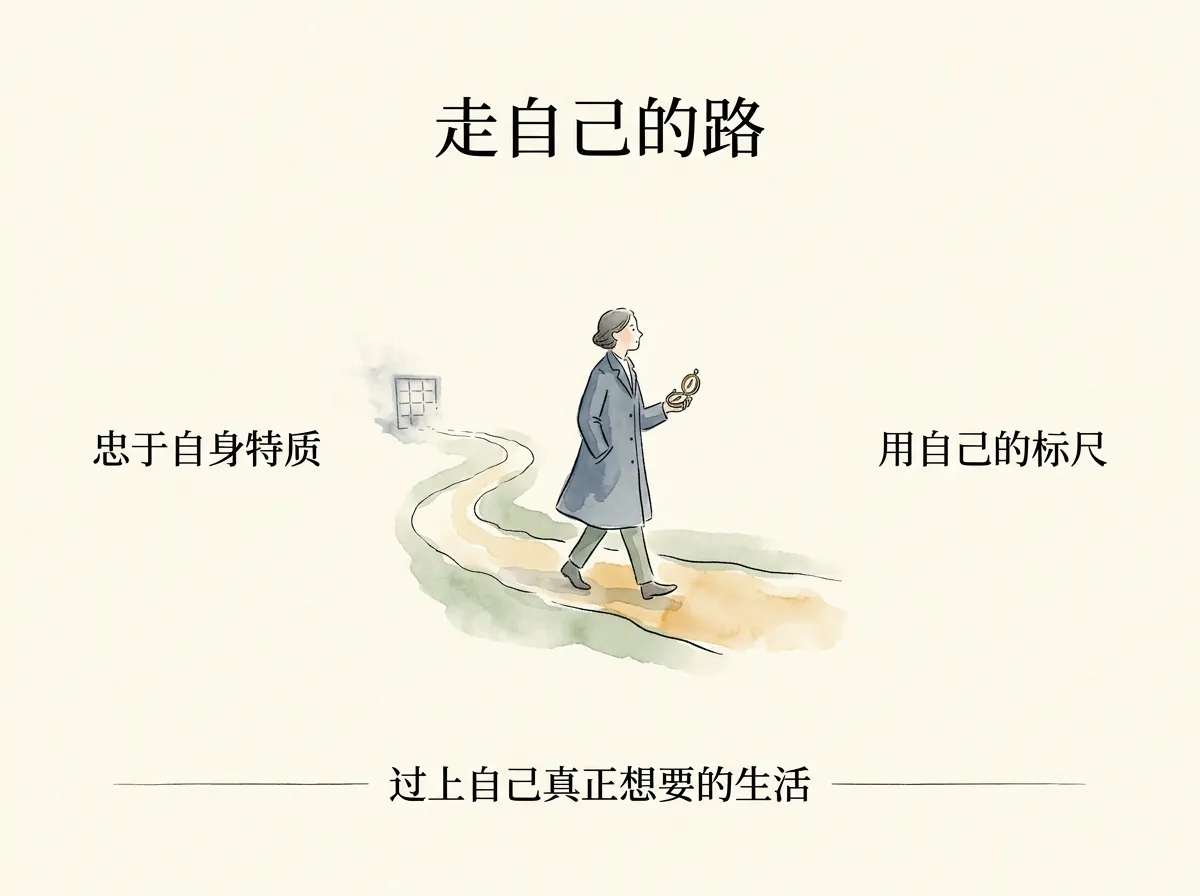 走自己的路
忠于自身特质
用自己的标尺
过上自己真正想要的生活